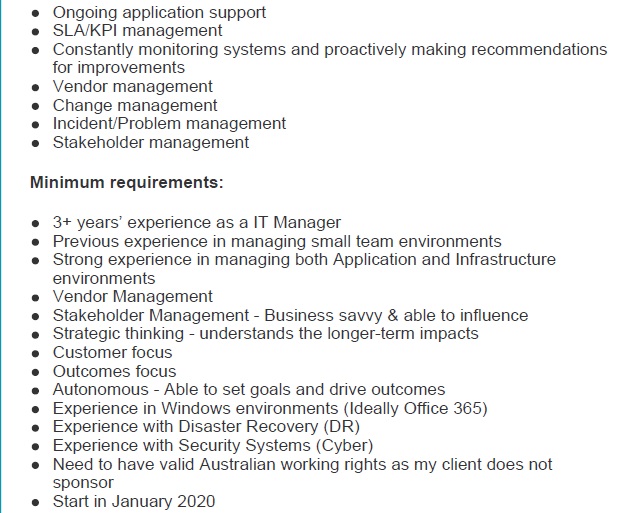 ● Ongoing application support
● SLA/KPI management
● Constantly monitoring systems and proactively making recommendations
for improvements
● Vendor management
● Change management
● Incident/Problem management
● Stakeholder management
Minimum requirements:
● 3+ years’ experience as a IT Manager
● Previous experience in managing small team environments
● Strong experience in managing both Application and Infrastructure
environments
● Vendor Management
● Stakeholder Management - Business savvy & able to influence
● Strategic thinking - understands the longer-term impacts
● Customer focus
● Outcomes focus
● Autonomous - Able to set goals and drive outcomes
● Experience in Windows environments (Ideally Office 365)
● Experience with Disaster Recovery (DR)
● Experience with Security Systems (Cyber)
● Need to have valid Australian working rights as my client does not
sponsor
● Start in January 2020